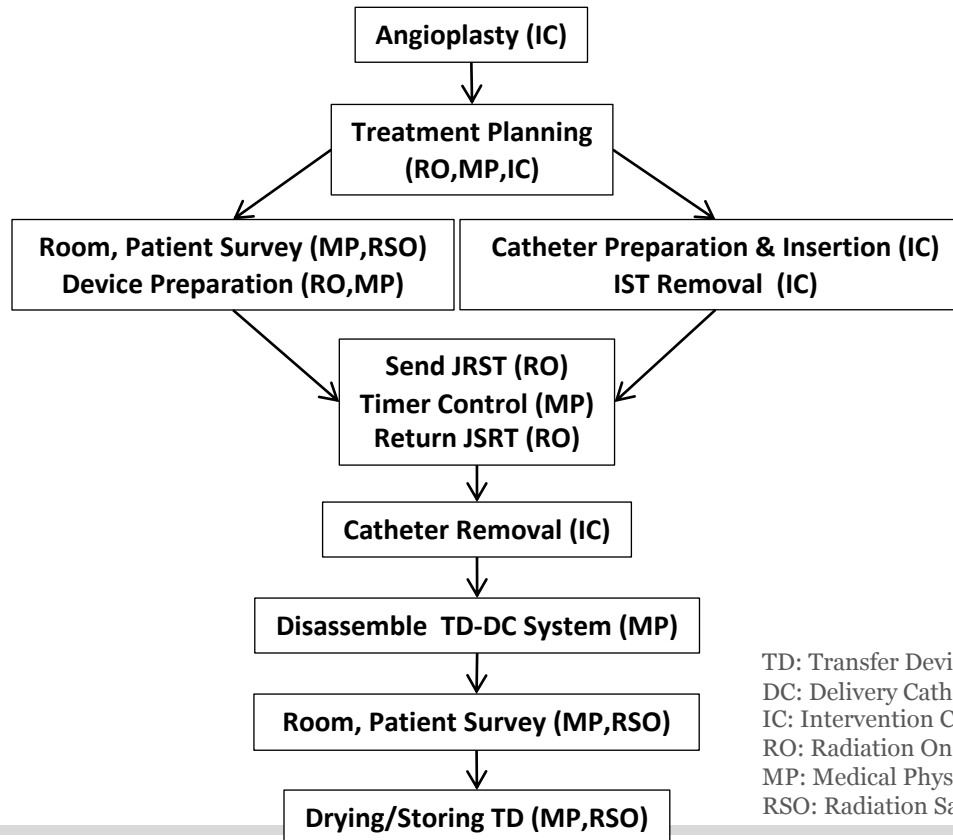 Angioplasty (IC)
Treatment Planning
(RO,MP,IC)
Room, Patient Survey (MP,RSO)
Device Preparation (RO,MP)
Catheter Preparation & Insertion (IC)
IST Removal (IC)
Send JRST (RO)
Timer Control (MP)
Return JSRT (RO)
Catheter Removal (IC)
Disassemble TD-DC System (MP)
Room, Patient Survey (MP,RSO)
Drying/Storing TD (MP,RSO)
TD: Transfer Devi
DC: Delivery Cath
IC: Intervention C
RO: Radiation On
MP: Medical Phys
RSO: Radiation Sa